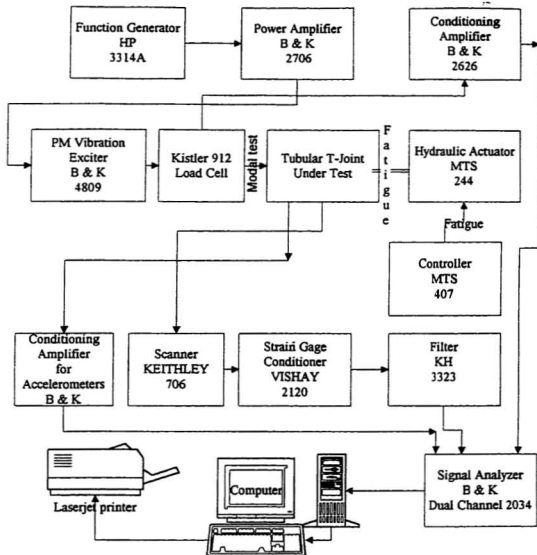 Function Generator
HP
3314A
Power Amplifier
B & K
2706
Conditioning
Amplifier
B & K
2626
PM Vibration
Exciter
B & K
4809
Kistler 912
Load Cell
Modal test
Tubular T-Joint
Under Test
Fatigue
Hydraulic Actuator
MTS
244
Fatigue
Controller
MTS
407
Conditioning
Amplifier
for
Accelerometers
B & K
Scanner
KEITHLEY
706
Strain Gage
Conditioner
VISHAY
2120
Filter
KH
3323
Signal Analyzer
B & K
Dual Channel 2034
Computer
Laserjet printer